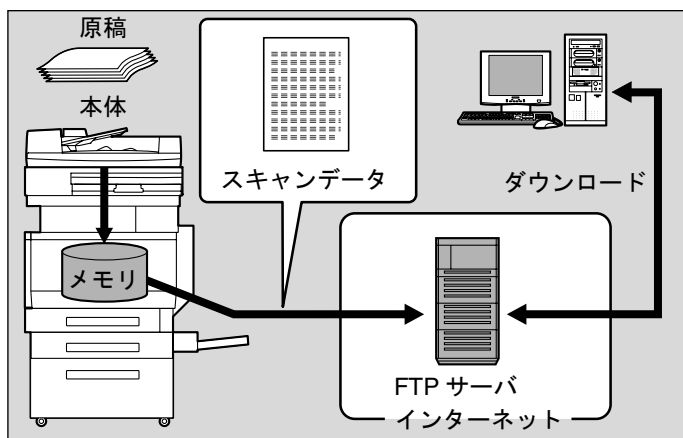 原稿
本体
メモリ
スキャンデータ
ダウンロード
FTP サーバ
インターネット